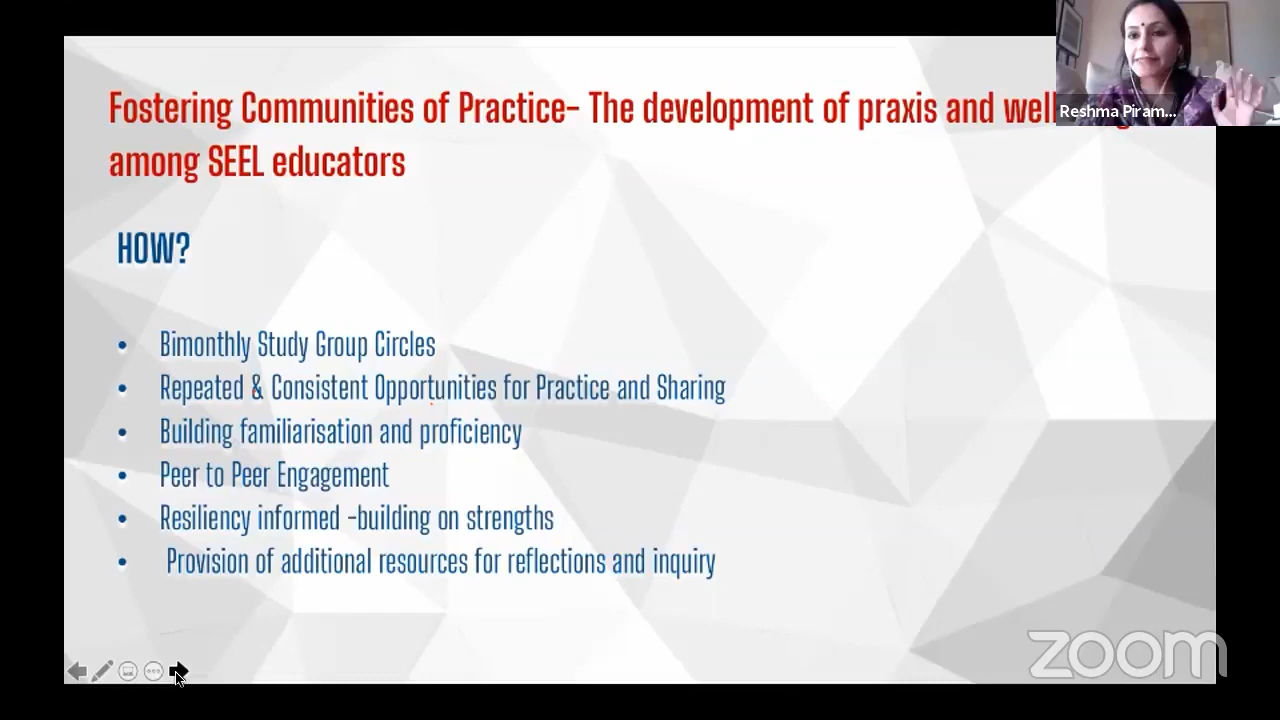 Fostering Communities of Practice- The development of praxis and well
among SEEL educators
Reshma Piram...
HOW?
• Bimonthly Study Group Circles
• Repeated & Consistent Opportunities for Practice and Sharing
• Building familiarisation and proficiency
• Peer to Peer Engagement
• Resiliency informed -building on strengths
• Provision of additional resources for reflections and inquiry
zoom